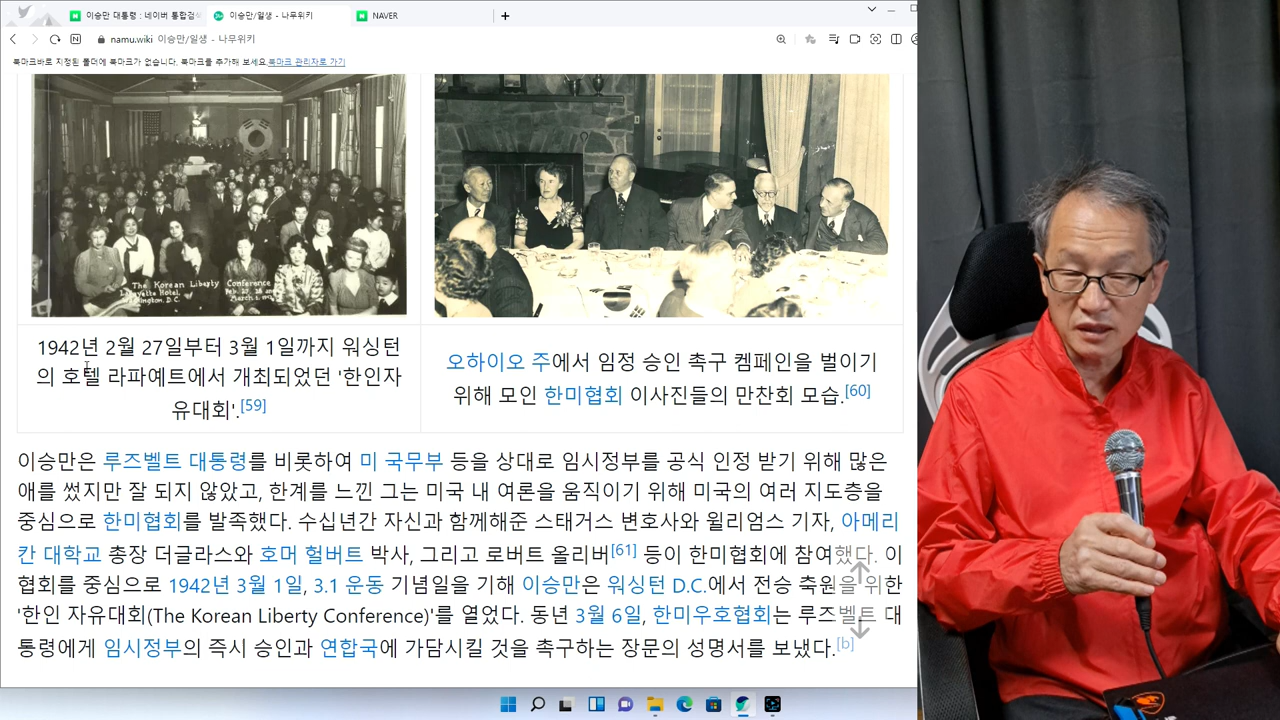 이승만 대통령 : 네이버 통합검색
이승만/일생 - 나무위키
NAVER
namu.wiki 이승만/일생 - 나무위키
북마크바로 지정된 폴더에 북마크가 없습니다. 북마크를 추가해 보세요.북마크 관리자로 가기
The Korean Liberty Conference
Lafayette Hotel,
Washington, D.C.
1942년 2월 27일부터 3월 1일까지 워싱턴
의 호텔 라파예트에서 개최되었던 '한인자
유대회'.[59]
오하이오 주에서 임정 승인 촉구 켐페인을 벌이기
위해 모인 한미협회 이사진들의 만찬회 모습.[60]
이승만은 루즈벨트 대통령를 비롯하여 미 국무부 등을 상대로 임시정부를 공식 인정 받기 위해 많은
애를 썼지만 잘 되지 않았고, 한계를 느낀 그는 미국 내 여론을 움직이기 위해 미국의 여러 지도층을
중심으로 한미협회를 발족했다. 수십년간 자신과 함께해준 스태거스 변호사와 윌리엄스 기자, 아메리
칸 대학교 총장 더글라스와 호머 헐버트 박사, 그리고 로버트 올리버[61] 등이 한미협회에 참여했다. 이
협회를 중심으로 1942년 3월 1일, 3.1 운동 기념일을 기해 이승만은 워싱턴 D.C.에서 전승 축원을 위한
'한인 자유대회(The Korean Liberty Conference)'를 열었다. 동년 3월 6일, 한미우호협회는 루즈벨트 대
통령에게 임시정부의 즉시 승인과 연합국에 가담시킬 것을 촉구하는 장문의 성명서를 보냈다.[b]